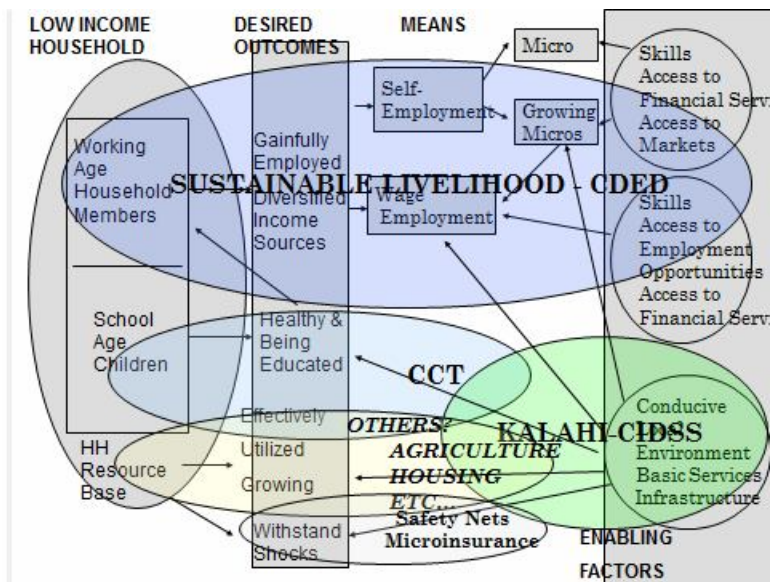 LOW INCOME
HOUSEHOLD
DESIRED
OUTCOMES
MEANS
Micro
Skills
Access to
Financial Servi
Access to
Markets
Self-
Employment
Growing
Micros
Working
Age
Household
Members
Gainfully
Employed
SUSTAINABLE LIVELIHOOD - CDED
Diversified
Income
Sources
Wage
Employment
Skills
Access to
Employment
Opportunities
Access to
Financial Servi
School
Age
Children
Healthy &
Being
Educated
CCT
Effectively
Utilized
Growing
OTHERS?
AGRICULTURE
HOUSING
ETC...
KALAHI-CIDSS
Conducive
Environment
Basic Services
Infrastructure
HH
Resource
Base
Withstand
Shocks
Safety Nets
Microinsurance
ENABLING
FACTORS